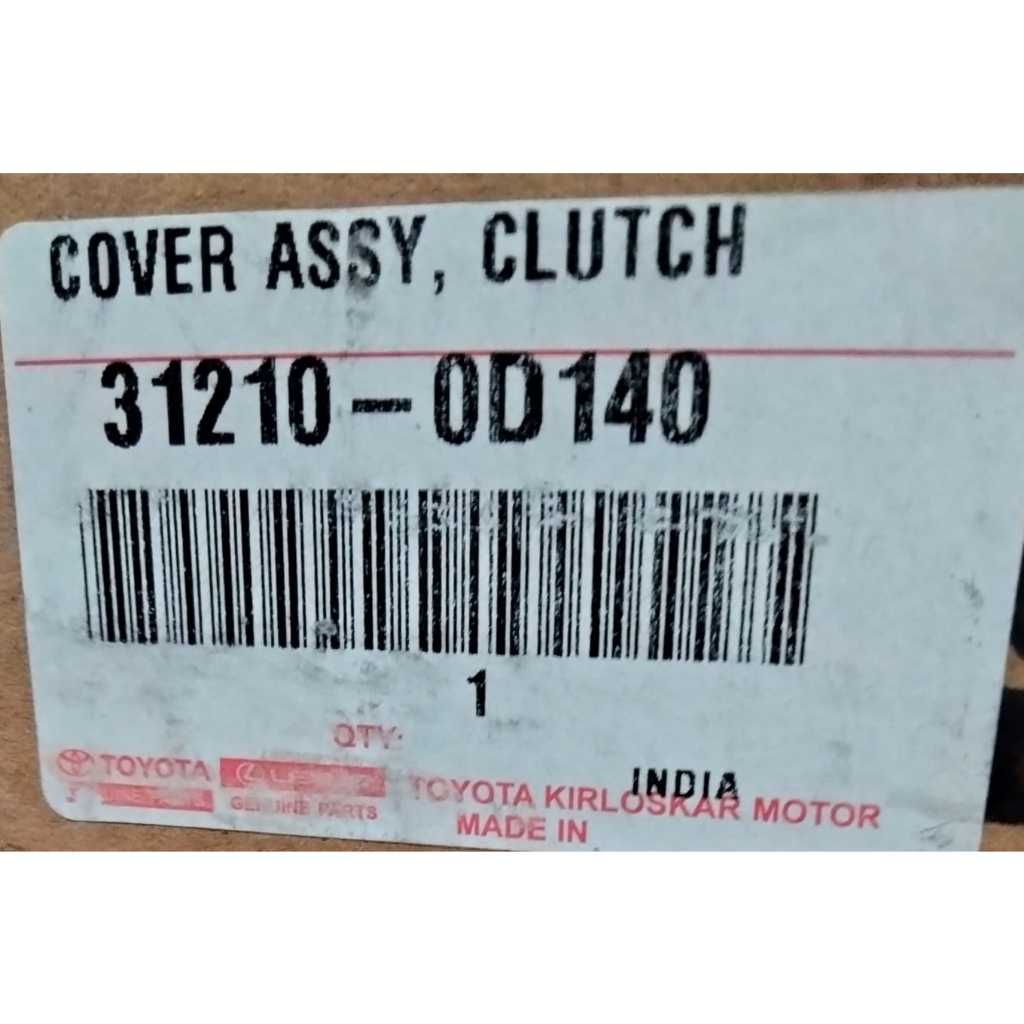 COVER ASSY, CLUTCH
31210-0D140
1
QTY:
INDIA
TOYOTA
GENUINE PARTS
TOYOTA KIRLOSKAR MOTOR
MADE IN